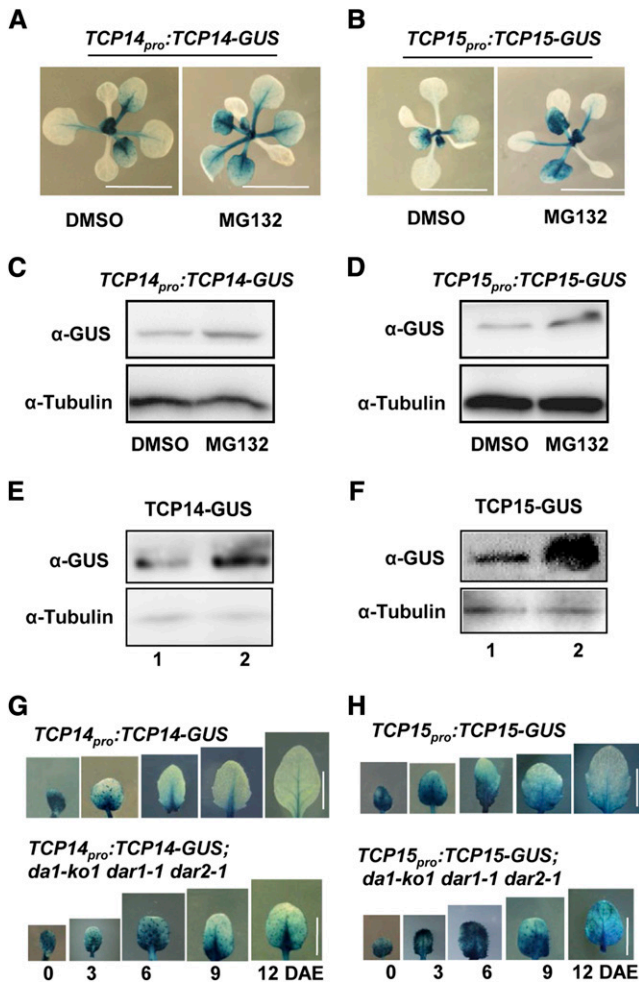 A
TCP14pro:TCP14-GUS
DMSO MG132
B
TCP15pro:TCP15-GUS
DMSO MG132
C
TCP14pro:TCP14-GUS
α-GUS
α-Tubulin
DMSO MG132
D
TCP15pro:TCP15-GUS
α-GUS
α-Tubulin
DMSO MG132
E
TCP14-GUS
α-GUS
α-Tubulin
1 2
F
TCP15-GUS
α-GUS
α-Tubulin
1 2
G
TCP14pro:TCP14-GUS
TCP14pro:TCP14-GUS;
da1-ko1 dar1-1 dar2-1
0 3 6 9 12 DAE
H
TCP15pro:TCP15-GUS
TCP15pro:TCP15-GUS;
da1-ko1 dar1-1 dar2-1
0 3 6 9 12 DAE